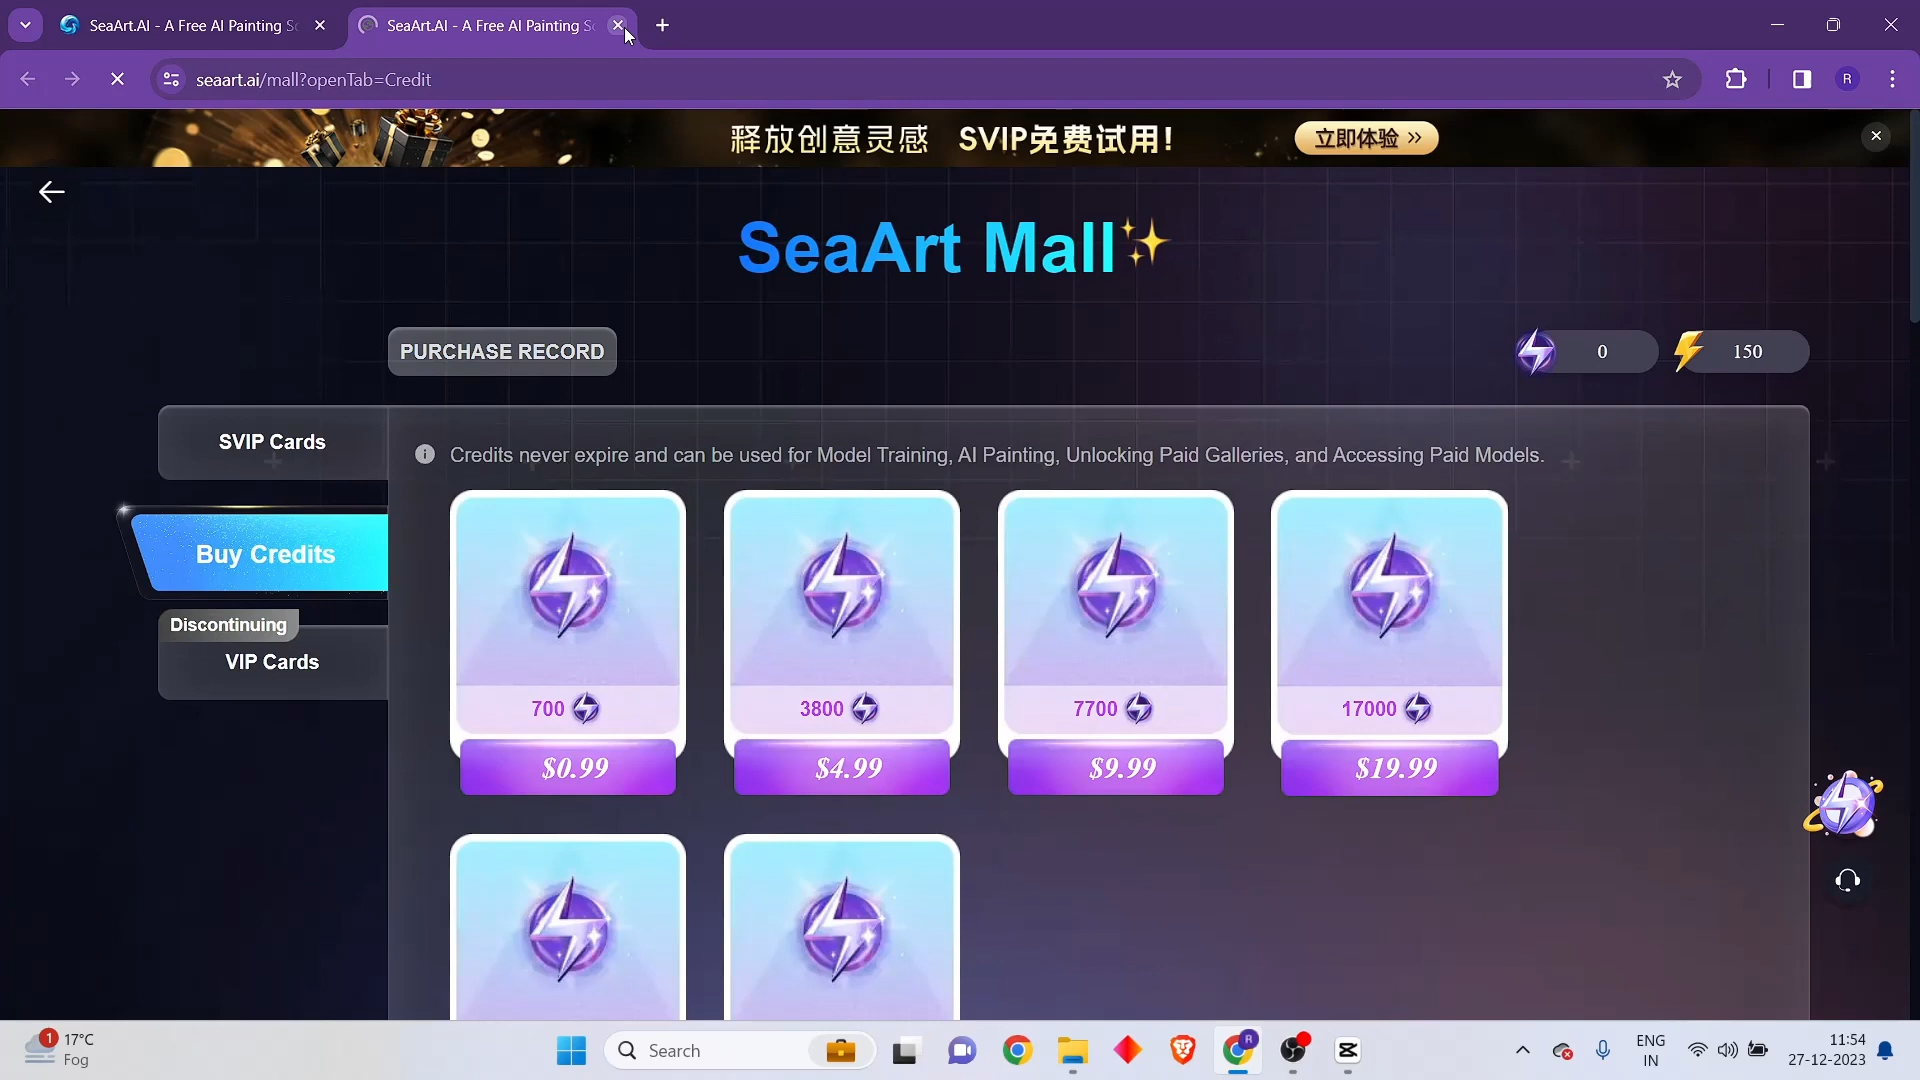 SeaArt.AI - A Free AI Painting
SeaArt.AI - A Free AI Painting
seaart.ai/mall?openTab=Credit
R
释放创意灵感 SVIP免费试用!
立即体验 »
SeaArt Mall
PURCHASE RECORD
0
150
SVIP Cards
Buy Credits
Discontinuing
VIP Cards
Credits never expire and can be used for Model Training, AI Painting, Unlocking Paid Galleries, and Accessing Paid Models.
700
3800
7700
17000
$0.99
$4.99
$9.99
$19.99
1
17°C
Fog
Search
R
ENG
IN
11:54
27-12-2023